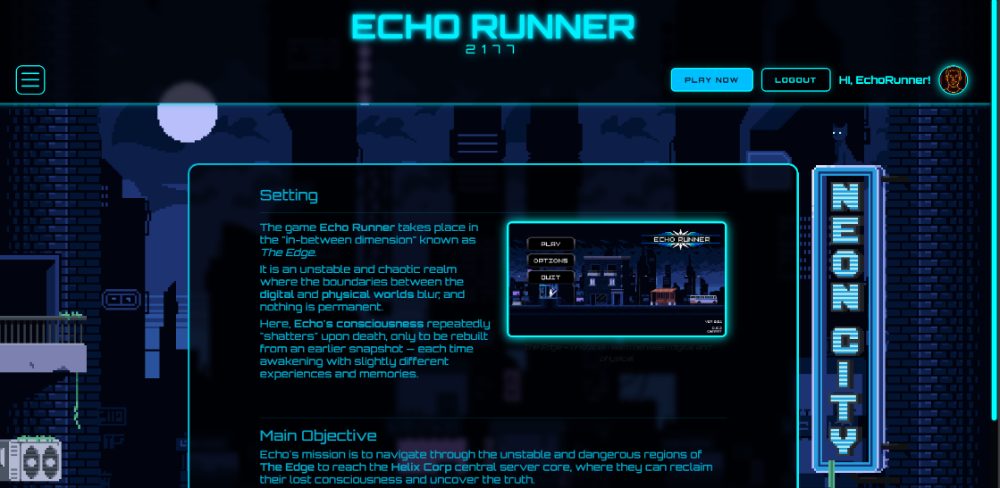 ECHO RUNNER
2177
PLAY NOW
LOGOUT
HI, EchoRunner!
Setting
The game Echo Runner takes place in
the "in-between dimension" known as
The Edge.
It is an unstable and chaotic realm
where the boundaries between the
digital and physical worlds blur, and
nothing is permanent.
Here, Echo's consciousness repeatedly
"shatters" upon death, only to be rebuilt
from an earlier snapshot — each time
awakening with slightly different
experiences and memories.
ECHO RUNNER
PLAY
OPTIONS
QUIT
physical
NEON CITY
Main Objective
Echo's mission is to navigate through the unstable and dangerous regions of
The Edge to reach the Helix Corp central server core, where they can reclaim
their lost consciousness and uncover the truth.